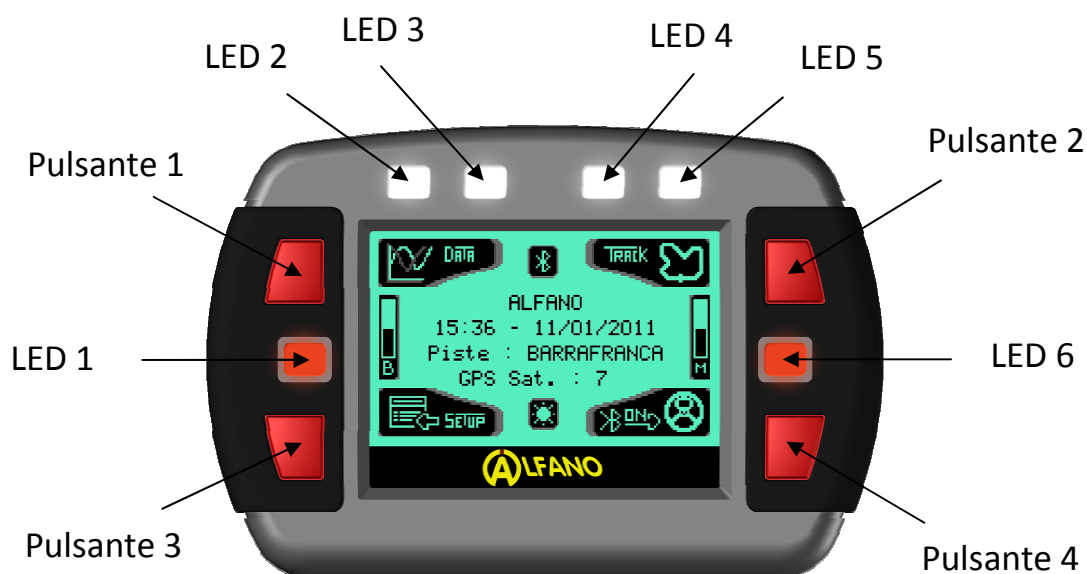 LED 3
LED 4
LED 2
LED 5
Pulsante 1
Pulsante 2
DATA
TRACK
ALFANO
15:36 - 11/01/2011
Piste : BARRAFRANCA
GPS Sat. : 7
B
M
LED 1
LED 6
SETUP
ON
ALFANO
Pulsante 3
Pulsante 4